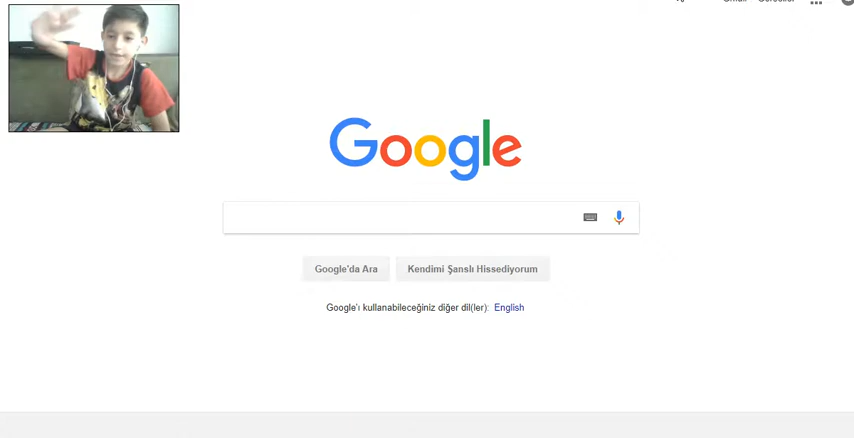 Google
Google'da Ara
Kendimi Şanslı Hissediyorum
Google'ı kullanabileceğiniz diğer dil(ler): English